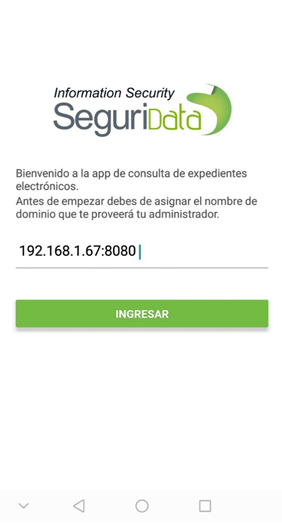 Information Security
SeguriData
Bienvenido a la app de consulta de expedientes
electrónicos.
Antes de empezar debes de asignar el nombre de
dominio que te proveerá tu administrador.
192.168.1.67:8080
INGRESAR